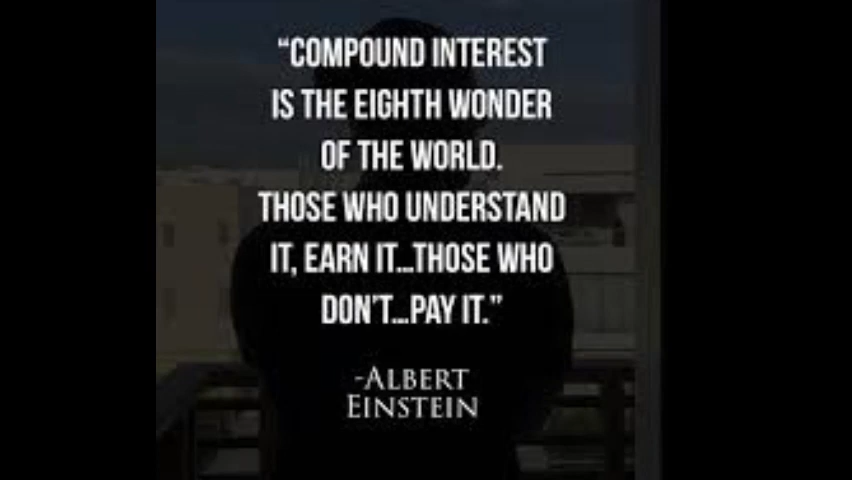 “COMPOUND INTEREST
IS THE EIGHTH WONDER
OF THE WORLD.
THOSE WHO UNDERSTAND
IT, EARN IT...THOSE WHO
DON’T...PAY IT.”
-ALBERT
EINSTEIN